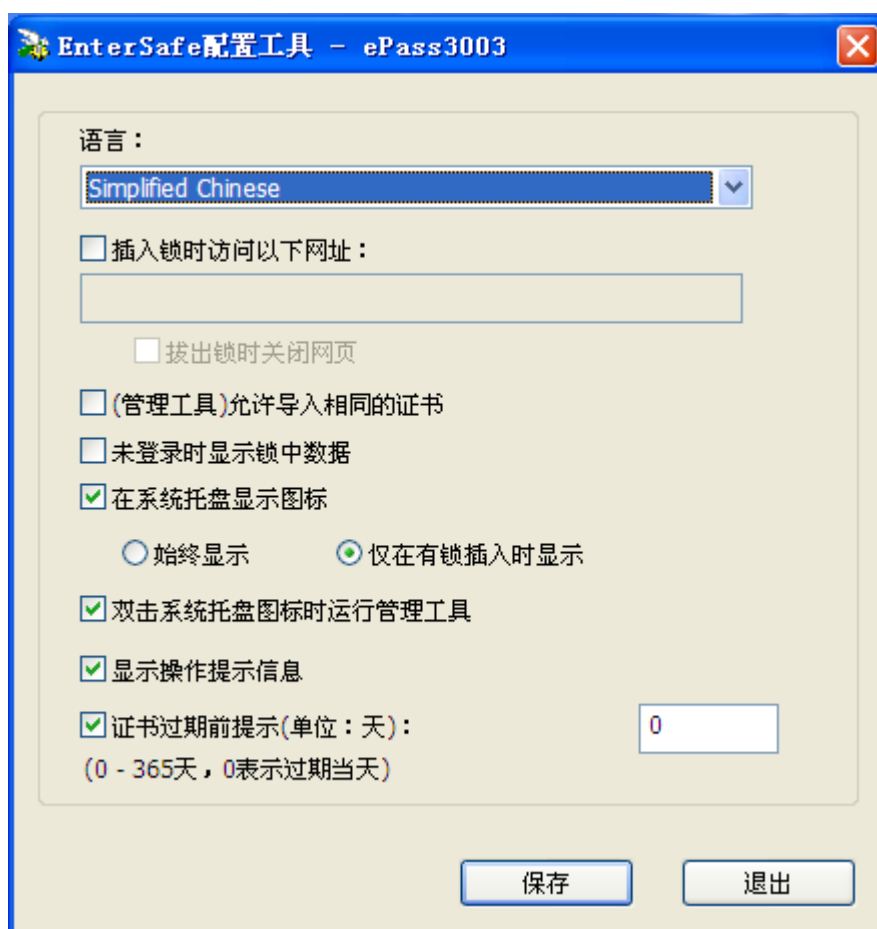 EnterSafe配置工具 - ePass3003
语言：
Simplified Chinese
插入锁时访问以下网址：
拔出锁时关闭网页
(管理工具)允许导入相同的证书
未登录时显示锁中数据
在系统托盘显示图标
始终显示 仅在有锁插入时显示
双击系统托盘图标时运行管理工具
显示操作提示信息
证书过期前提示(单位：天)： 0
(0 - 365天，0表示过期当天)
保存 退出